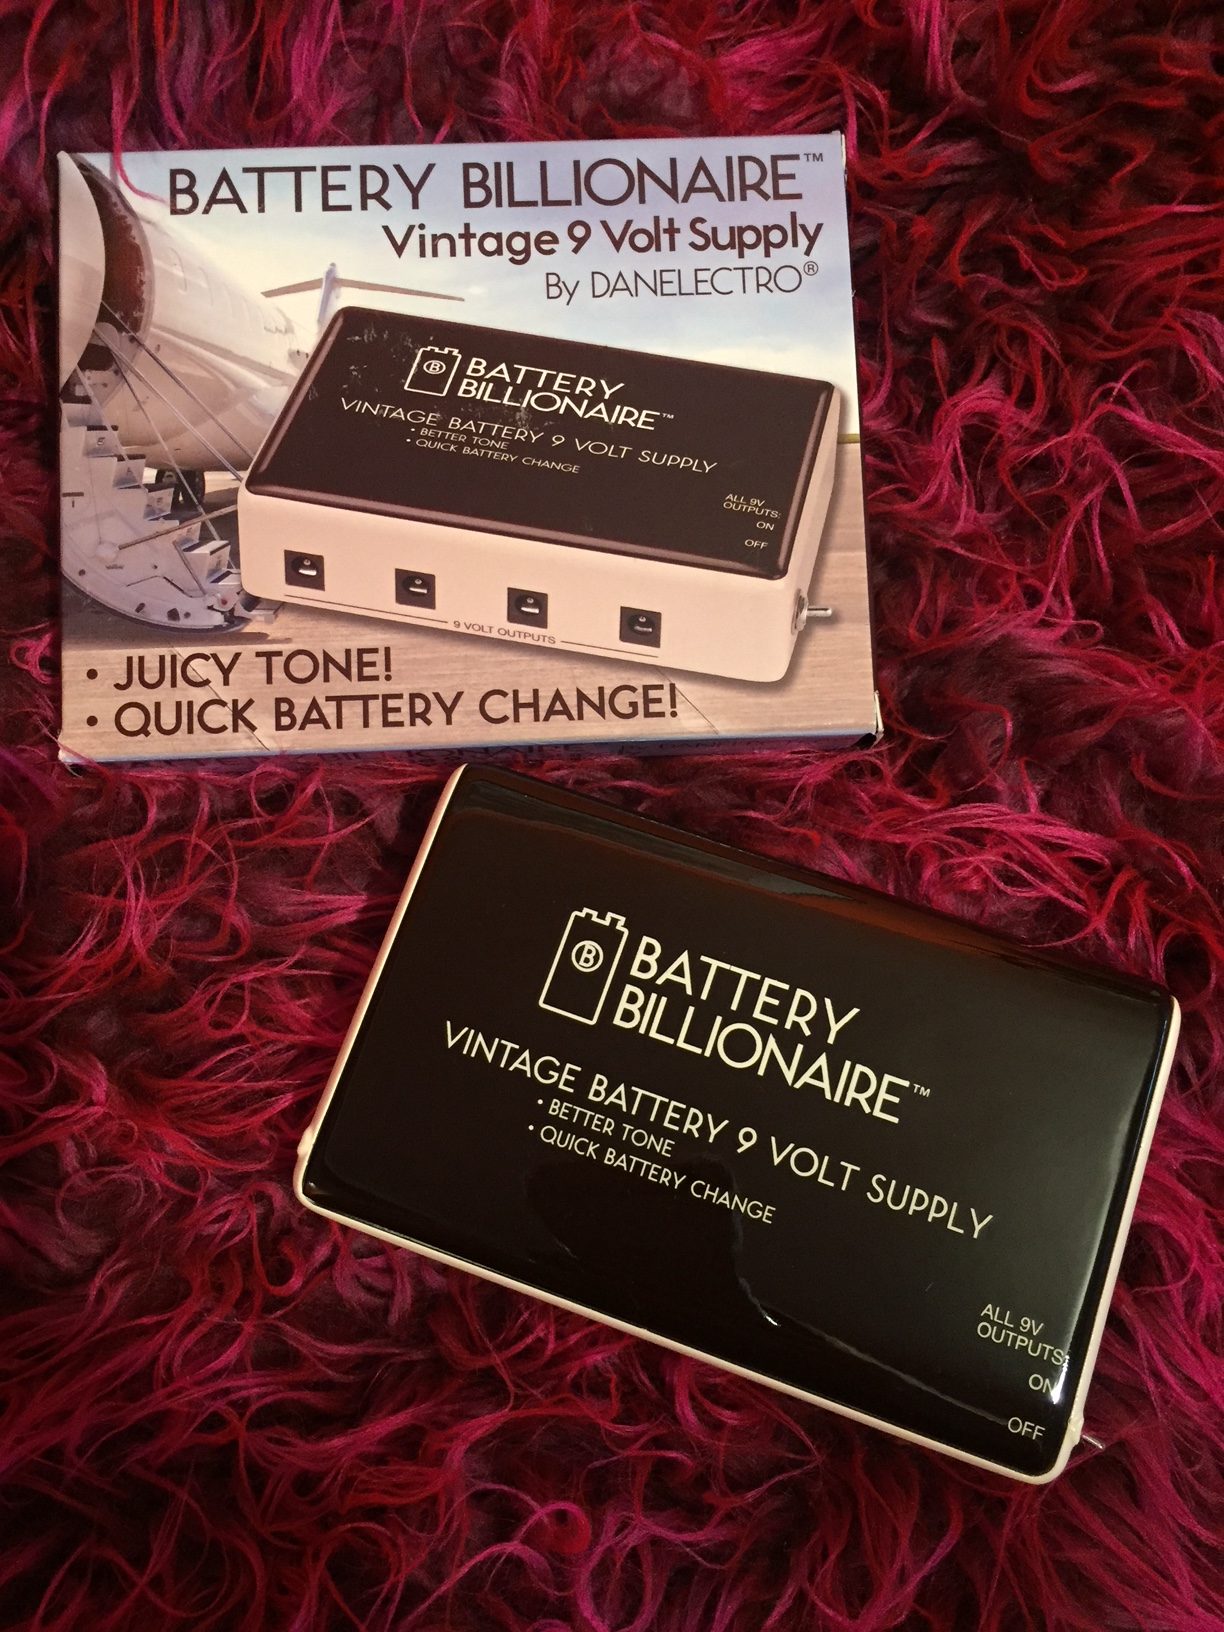 BATTERY BILLIONAIRE™
Vintage 9 Volt Supply
By DANELECTRO®
B
BATTERY
BILLIONAIRE™
VINTAGE BATTERY 9 VOLT SUPPLY
• BETTER TONE
• QUICK BATTERY CHANGE
ALL 9V
OUTPUTS:
ON
OFF
9 VOLT OUTPUTS
• JUICY TONE!
• QUICK BATTERY CHANGE!
B
BATTERY
BILLIONAIRE™
VINTAGE BATTERY 9 VOLT SUPPLY
• BETTER TONE
• QUICK BATTERY CHANGE
ALL 9V
OUTPUTS:
ON
OFF